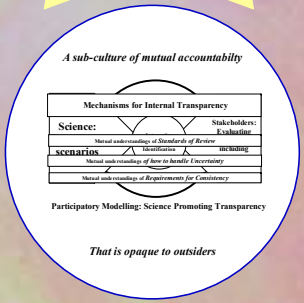 A sub-culture of mutual accountabilty
Mechanisms for Internal Transparency
Science:
Stakeholders:
Evaluating
Mutual understandings of Standards of Review
Identification
scenarios
including
Mutual understandings of how to handle Uncertainty
Mutual understandings of Requirements for Consistency
Participatory Modelling: Science Promoting Transparency
That is opaque to outsiders